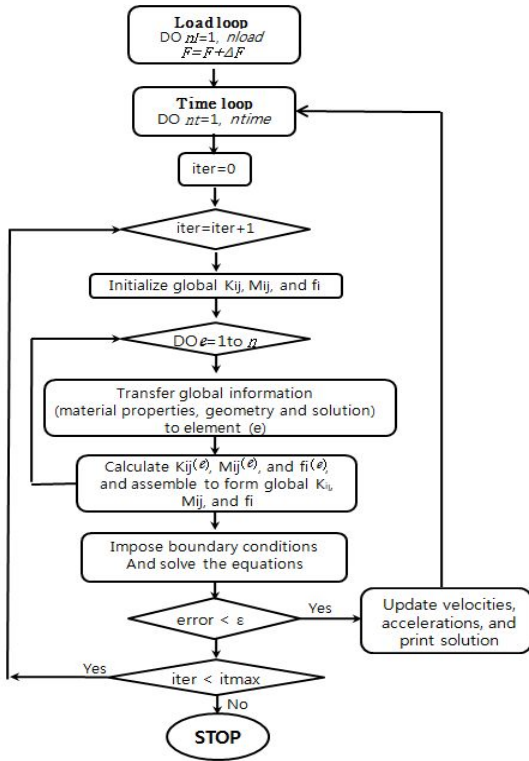 Load loop
DO nl=1, nload
F=F+ΔF
Time loop
DO nt=1, ntime
iter=0
iter=iter+1
Initialize global Kij, Mij, and fi
DO e=1to n
Transfer global information
(material properties, geometry and solution)
to element (e)
Calculate Kij(e), Mij(e), and fi(e),
and assemble to form global Kij,
Mij, and fi
Impose boundary conditions
And solve the equations
error < ε
Yes
Update velocities,
accelerations, and
print solution
Yes
iter < itmax
No
STOP